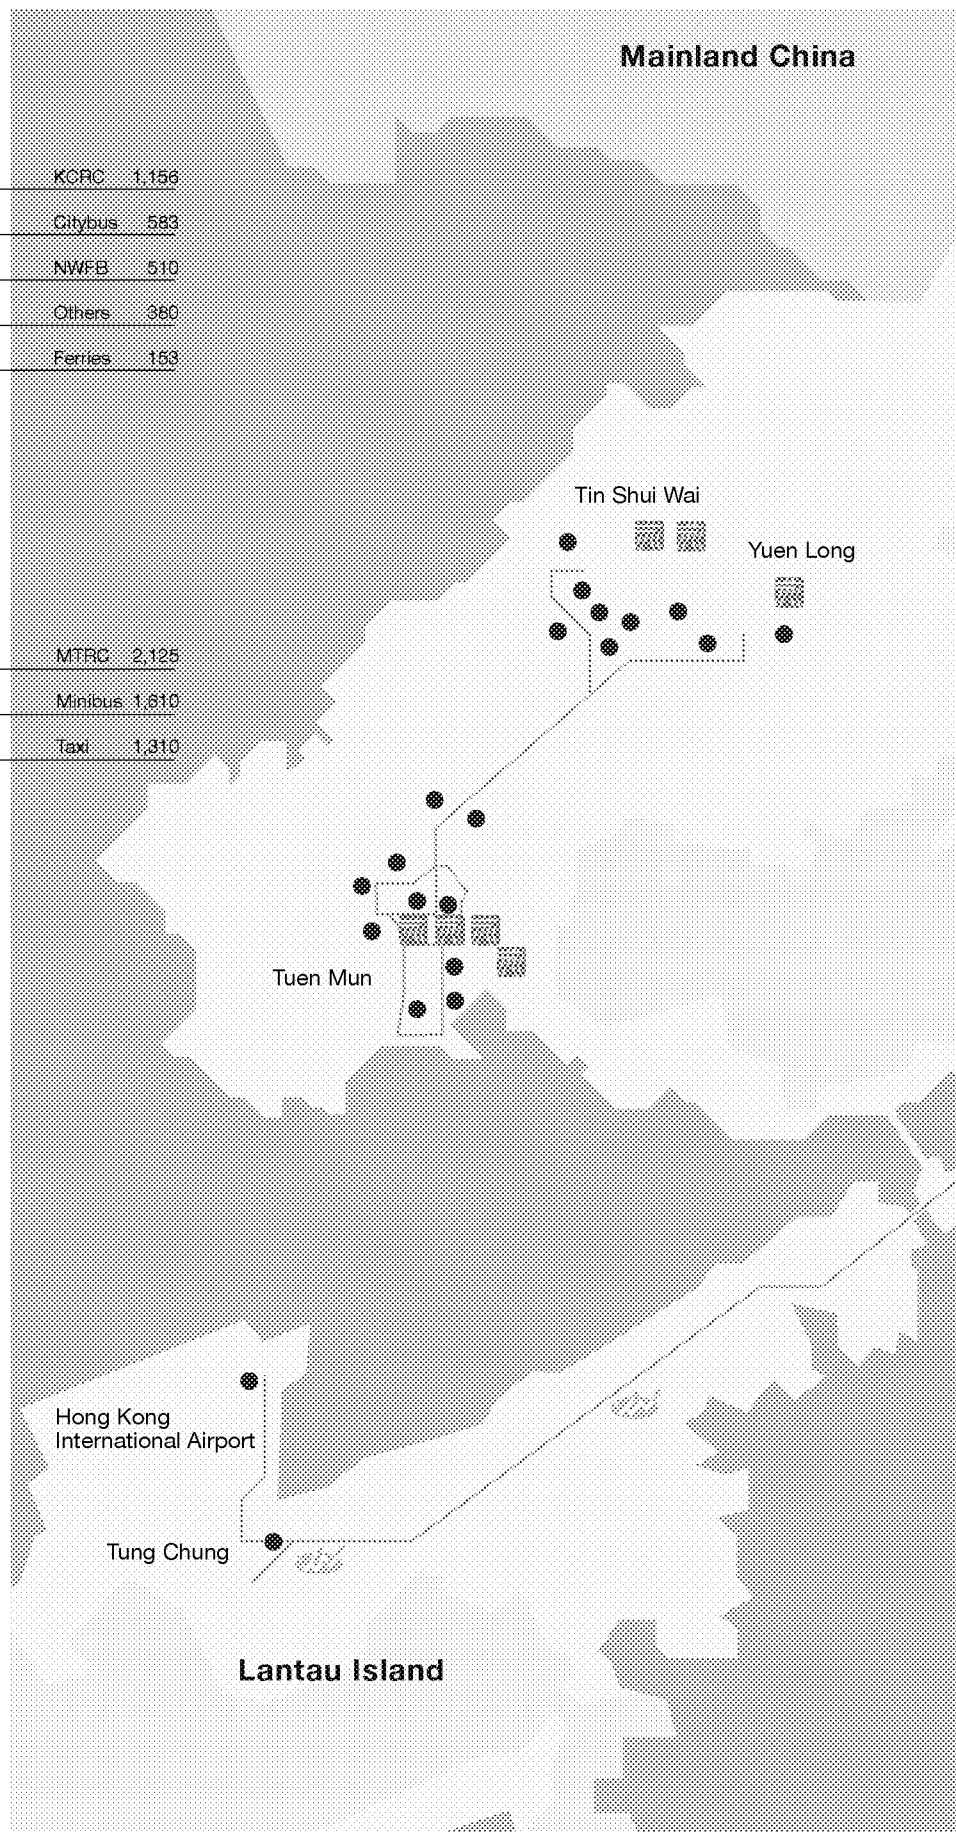 Mainland China
KCRC 1,156
Citybus 583
NWFB 510
Others 380
Ferries 153
Tin Shui Wai
Yuen Long
MTRC 2,125
Minibus 1,610
Taxi 1,310
Tuen Mun
Hong Kong
International Airport
Tung Chung
Lantau Island